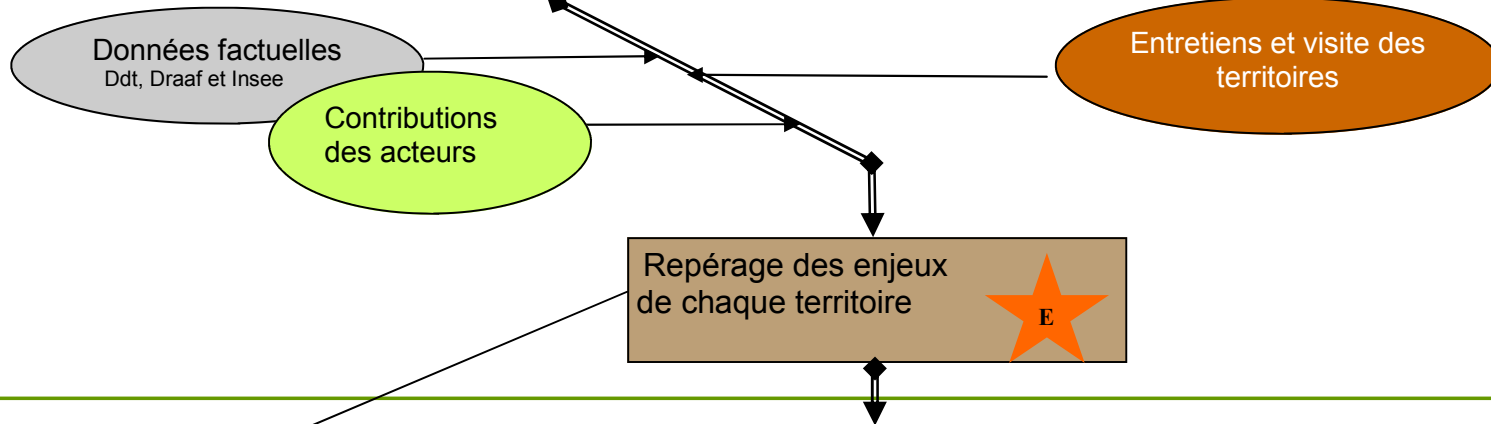 Données factuelles
Ddt, Draaf et Insee
Entretiens et visite des
territoires
Contributions
des acteurs
Repérage des enjeux
de chaque territoire
E